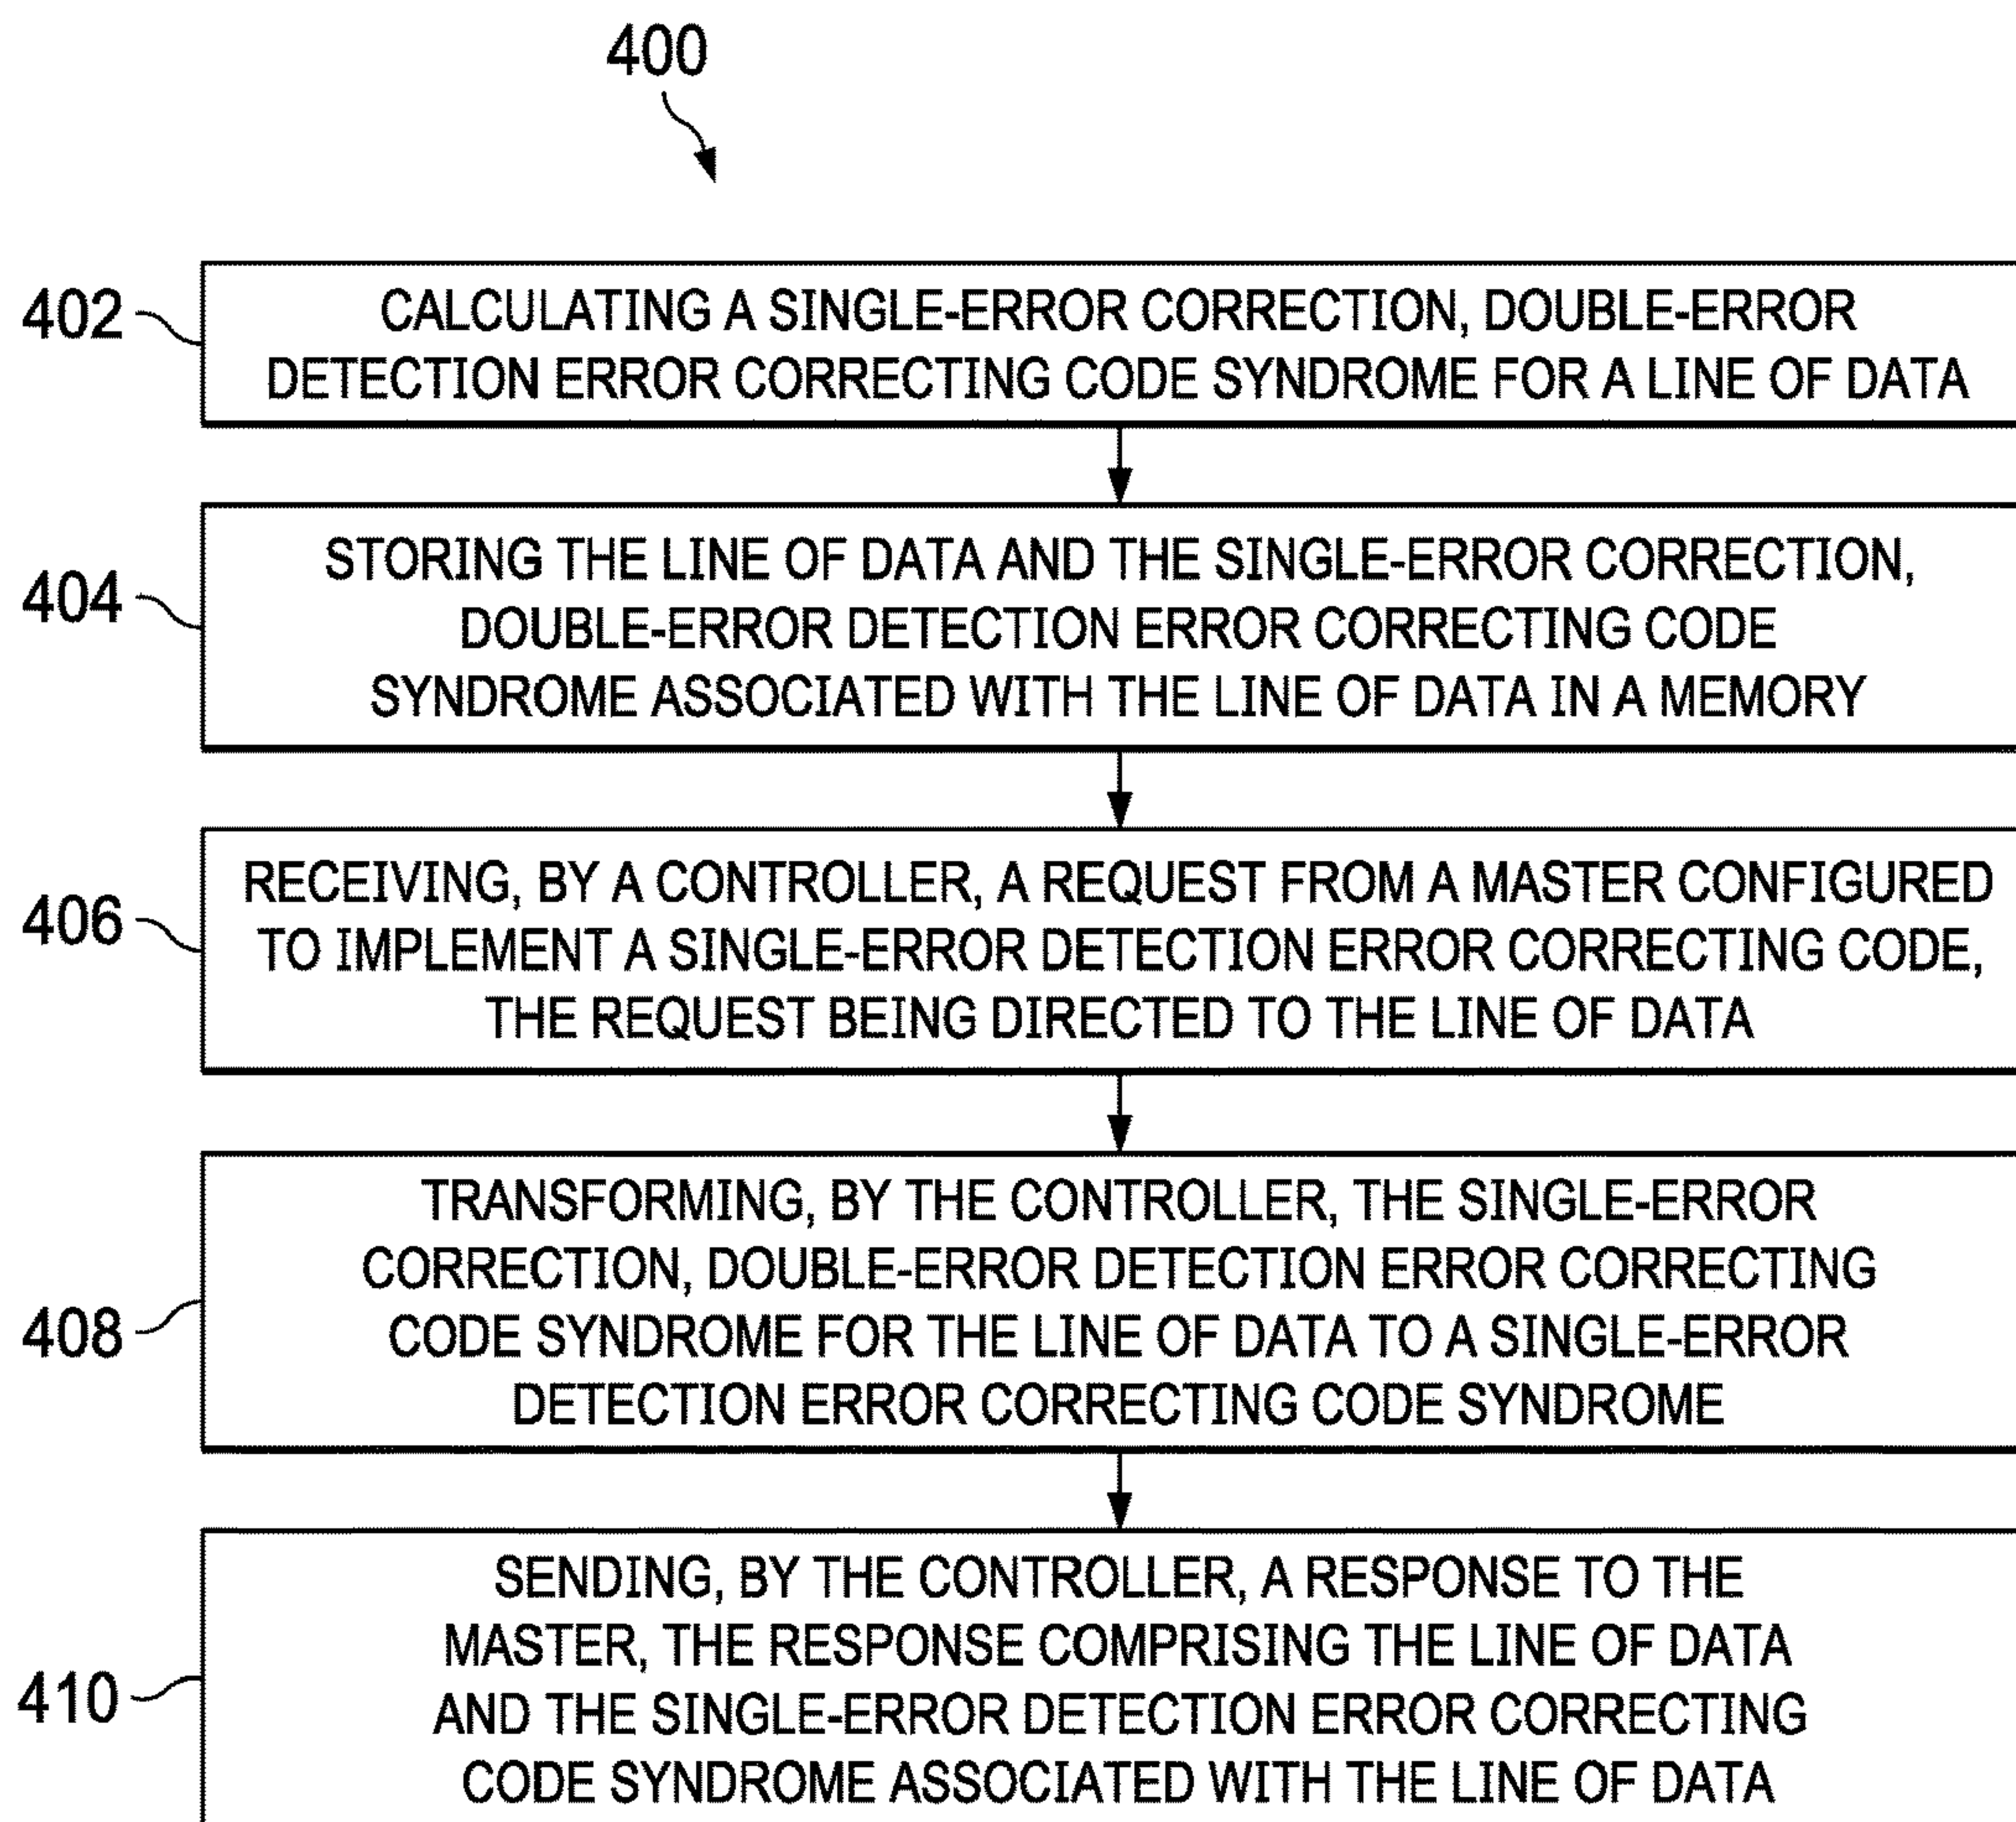 400
402
CALCULATING A SINGLE-ERROR CORRECTION, DOUBLE-ERROR
DETECTION ERROR CORRECTING CODE SYNDROME FOR A LINE OF DATA
404
STORING THE LINE OF DATA AND THE SINGLE-ERROR CORRECTION,
DOUBLE-ERROR DETECTION ERROR CORRECTING CODE
SYNDROME ASSOCIATED WITH THE LINE OF DATA IN A MEMORY
406
RECEIVING, BY A CONTROLLER, A REQUEST FROM A MASTER CONFIGURED
TO IMPLEMENT A SINGLE-ERROR DETECTION ERROR CORRECTING CODE,
THE REQUEST BEING DIRECTED TO THE LINE OF DATA
408
TRANSFORMING, BY THE CONTROLLER, THE SINGLE-ERROR
CORRECTION, DOUBLE-ERROR DETECTION ERROR CORRECTING
CODE SYNDROME FOR THE LINE OF DATA TO A SINGLE-ERROR
DETECTION ERROR CORRECTING CODE SYNDROME
410
SENDING, BY THE CONTROLLER, A RESPONSE TO THE
MASTER, THE RESPONSE COMPRISING THE LINE OF DATA
AND THE SINGLE-ERROR DETECTION ERROR CORRECTING
CODE SYNDROME ASSOCIATED WITH THE LINE OF DATA